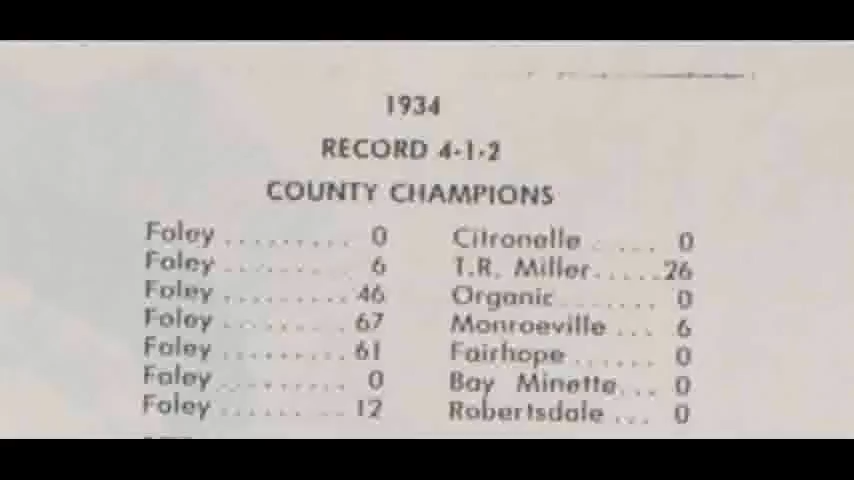 1934
RECORD 4-1-2
COUNTY CHAMPIONS
Foley ......... 0 Citronelle ..... 0
Foley ......... 6 T.R. Miller.....26
Foley ......... 46 Organic ....... 0
Foley ......... 67 Monroeville ... 6
Foley ......... 61 Fairhope ...... 0
Foley ......... 0 Bay Minette... 0
Foley ......... 12 Robertsdale ... 0